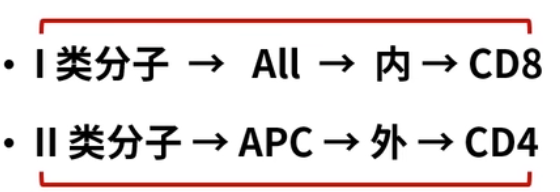 • I 类分子 → All → 内 → CD8
• II 类分子 → APC → 外 → CD4